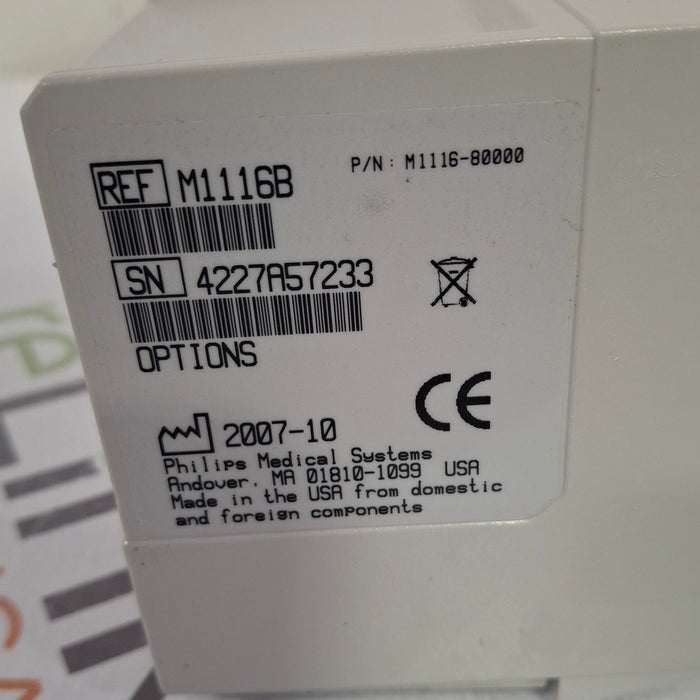 REF M1116B
P/N: M1116-80000
SN 4227A57233
OPTIONS
CE
2007-10
Philips Medical Systems
Andover, MA 01810-1099 USA
Made in the USA from domestic
and foreign components